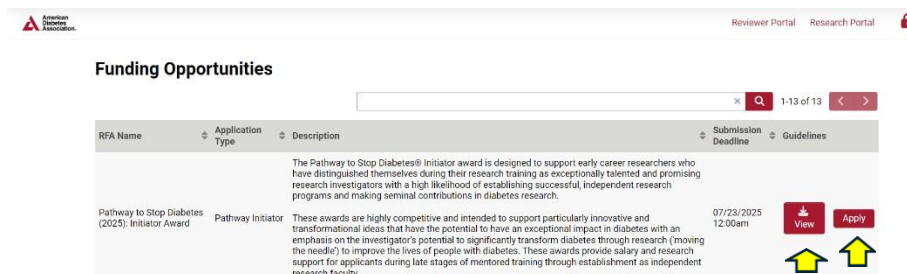 American
Diabetes
Association.
Reviewer Portal Research Portal
Funding Opportunities
× 1-13 of 13 < >
RFA Name Application Type Description Submission Deadline Guidelines
The Pathway to Stop Diabetes® Initiator award is designed to support early career researchers who
have distinguished themselves during their research training as exceptionally talented and promising
research investigators with a high likelihood of establishing successful, independent research
programs and making seminal contributions in diabetes research.
Pathway to Stop Diabetes
(2025): Initiator Award
Pathway Initiator
These awards are highly competitive and intended to support particularly innovative and
transformational ideas that have the potential to have an exceptional impact in diabetes with an
emphasis on the investigator's potential to significantly transform diabetes through research ('moving
the needle') to improve the lives of people with diabetes. These awards provide salary and research
support for applicants during late stages of mentored training through establishment as independent
research faculty.
07/23/2025
12:00am
View
Apply